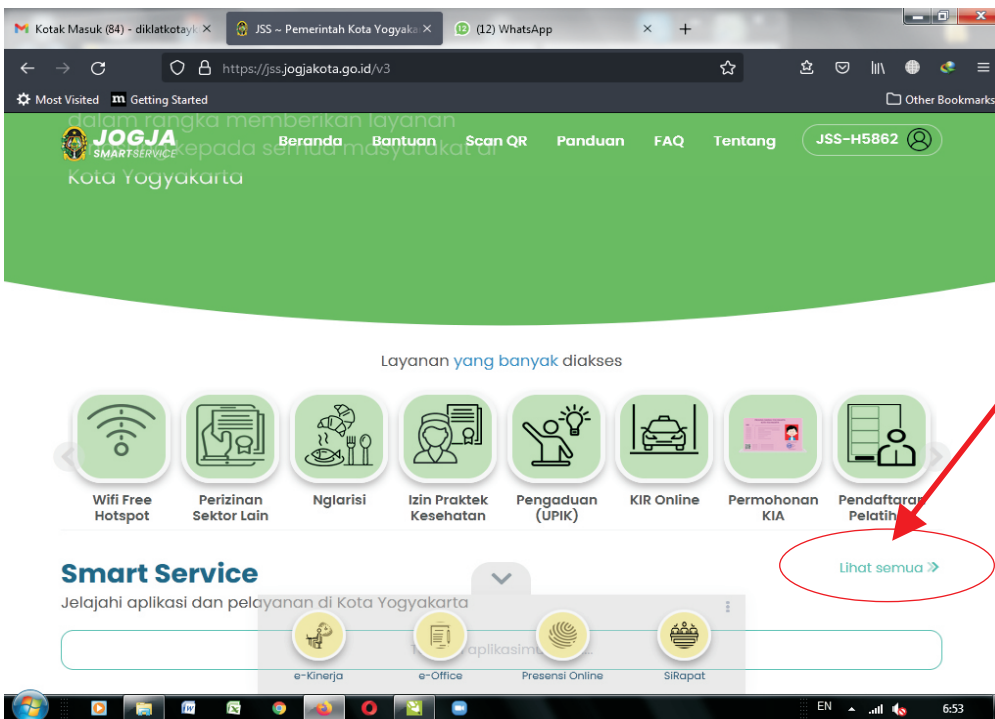 Kotak Masuk (84) - diklatkotayk
JSS ~ Pemerintah Kota Yogyaka
(12) WhatsApp
https://jss.jogjakota.go.id/v3
Most Visited
Getting Started
Other Bookmarks
dalam rangka memberikan layanan
JOGJA
SMARTSERVICE
kepada semua masyarakat di
Kota Yogyakarta
Beranda
Bantuan
Scan QR
Panduan
FAQ
Tentang
JSS-H5862
Layanan yang banyak diakses
Wifi Free
Hotspot
Perizinan
Sektor Lain
Nglarisi
Izin Praktek
Kesehatan
Pengaduan
(UPIK)
KIR Online
Permohonan
KIA
Pendaftaran
Smart Service
Lihat semua
Jelajahi aplikasi dan pelayanan di Kota Yogyakarta
e-Kinerja
e-Office
Presensi Online
SiRapat
EN
6:53